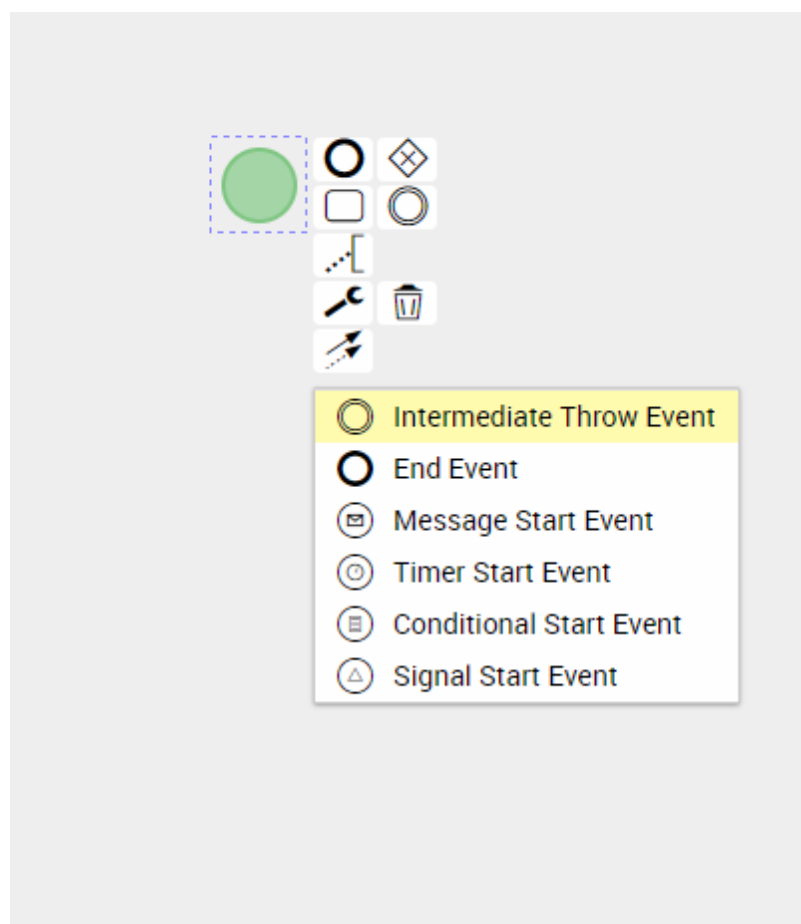 Intermediate Throw Event
End Event
Message Start Event
Timer Start Event
Conditional Start Event
Signal Start Event